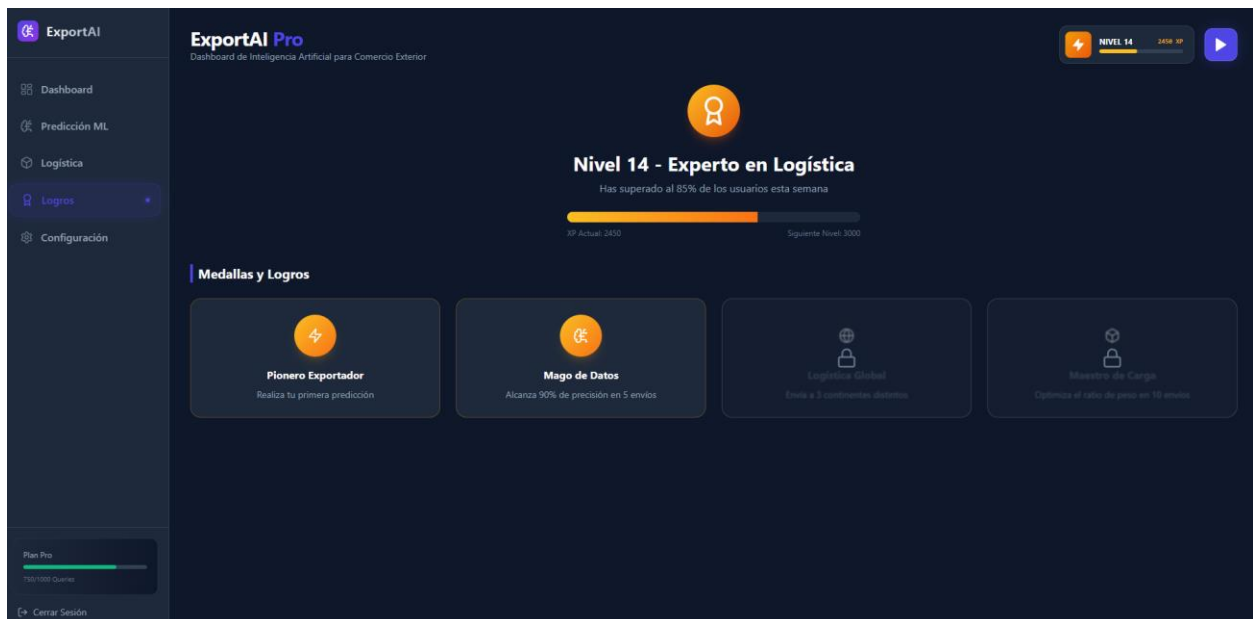 ExportAI
Dashboard
Predicción ML
Logística
Logros
Configuración
Plan Pro
750/1000 Queries
Cerrar Sesión
ExportAI Pro
Dashboard de Inteligencia Artificial para Comercio Exterior
NIVEL 14
2450 XP
Nivel 14 - Experto en Logística
Has superado al 85% de los usuarios esta semana
XP Actual: 2450
Siguiente Nivel: 3000
Medallas y Logros
Pionero Exportador
Realiza tu primera predicción
Mago de Datos
Alcanza 90% de precisión en 5 envíos
Logística Global
Envía a 3 continentes distintos
Maestro de Carga
Optimiza el ratio de peso en 10 envíos